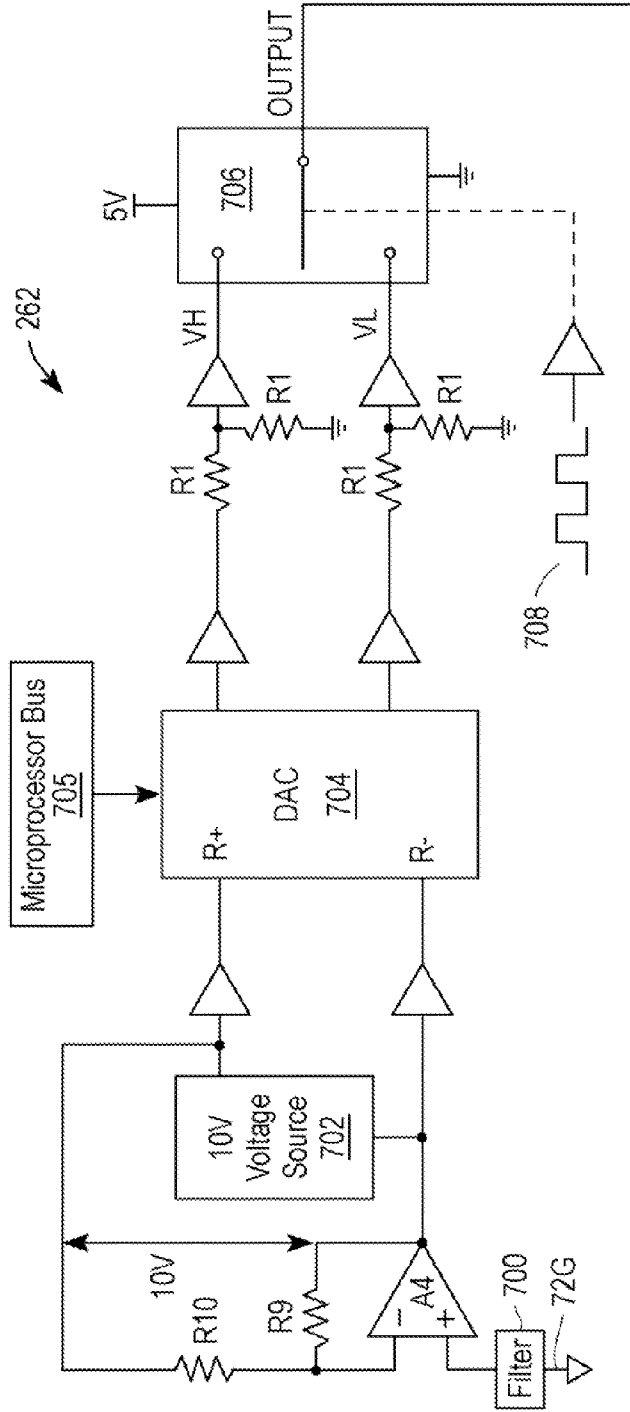 262
Microprocessor Bus
705
5V
OUTPUT
706
VH
VL
R1
R1
R1
R1
R+
R-
DAC
704
708
10V
Voltage
Source
702
10V
R10
R9
A4
−
+
Filter
700
72G